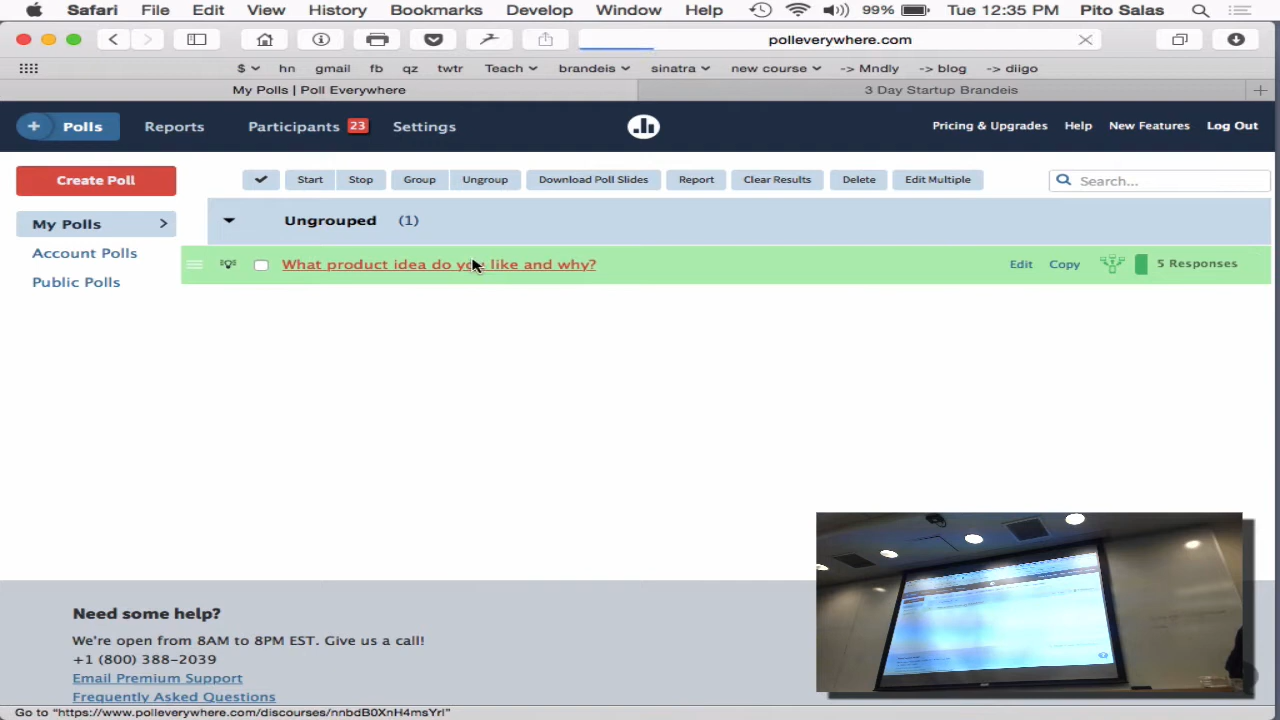 Safari File Edit View History Bookmarks Develop Window Help 99% Tue 12:35 PM Pito Salas
polleverywhere.com
$ hn gmail fb qz twtr Teach brandeis sinatra new course -> Mndly -> blog -> diigo
My Polls | Poll Everywhere 3 Day Startup Brandeis +
+ Polls Reports Participants 23 Settings Pricing & Upgrades Help New Features Log Out
Create Poll Start Stop Group Ungroup Download Poll Slides Report Clear Results Delete Edit Multiple Search...
My Polls > Ungrouped (1)
Account Polls
What product idea do you like and why? Edit Copy 5 Responses
Public Polls
Need some help?
We're open from 8AM to 8PM EST. Give us a call!
+1 (800) 388-2039
Email Premium Support
Frequently Asked Questions
Go to "https://www.polleverywhere.com/discourses/nnbdB0XnH4msYrI"